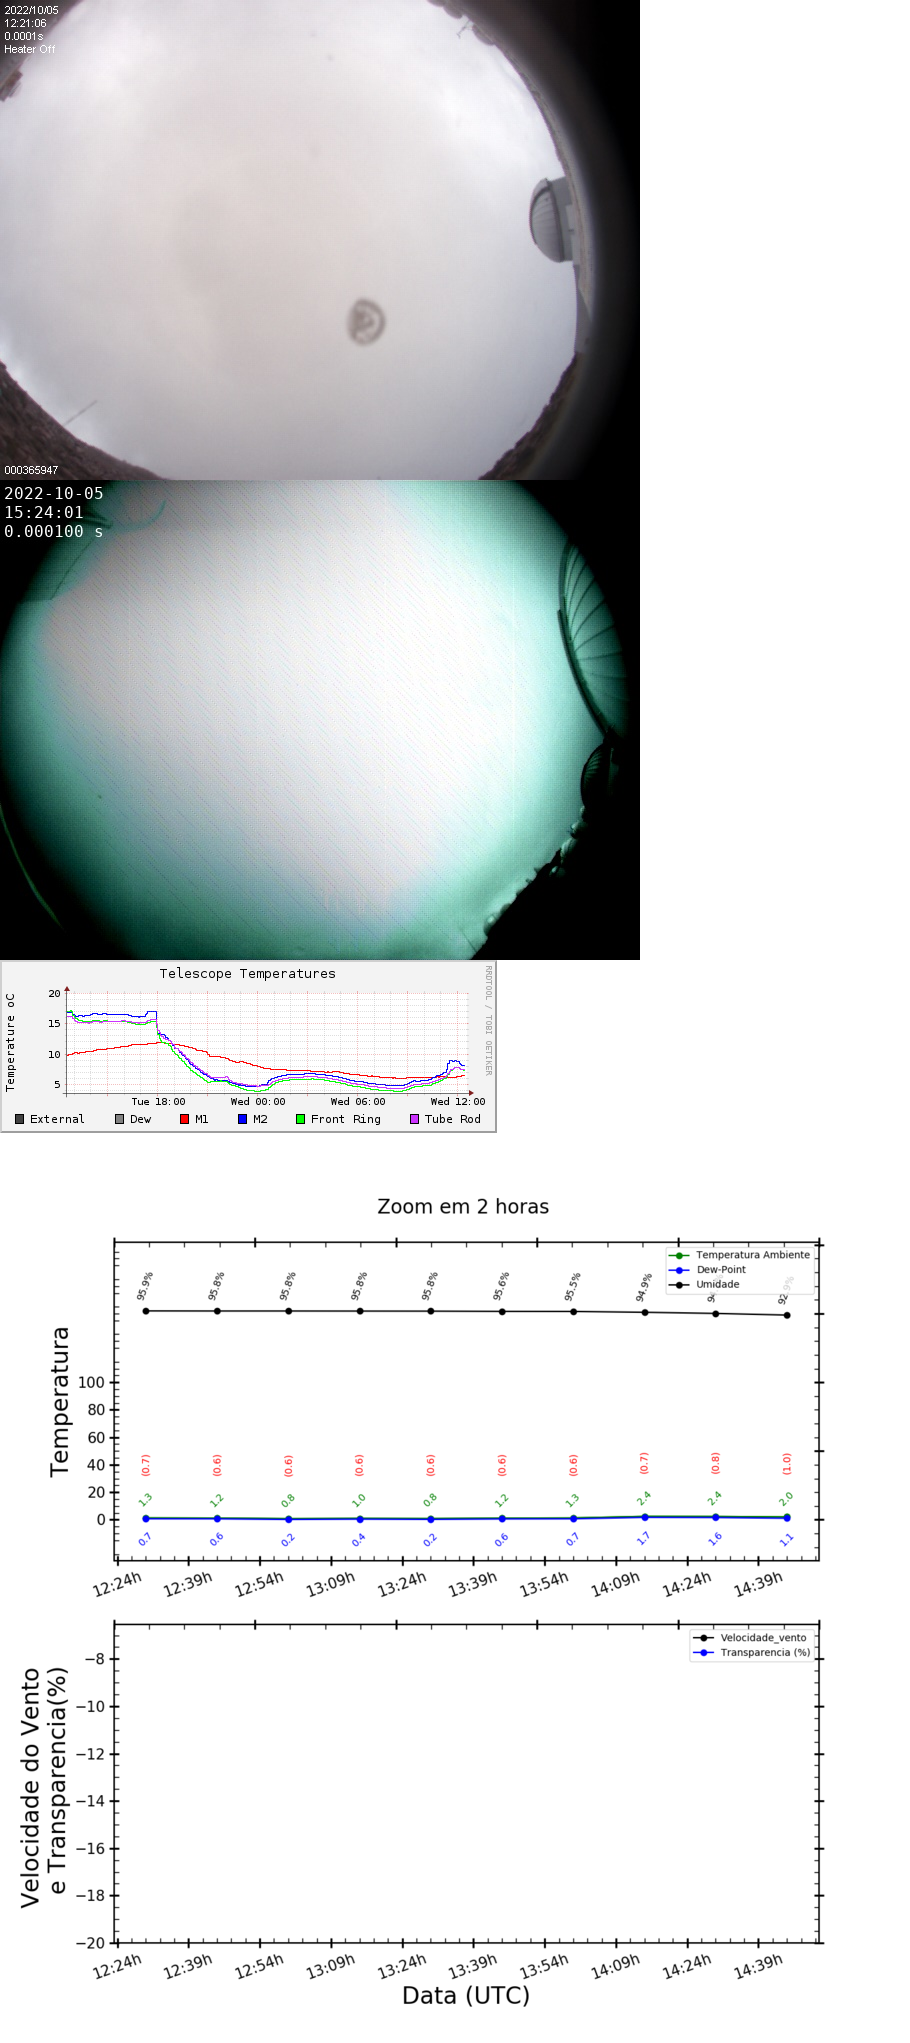 2022/10/05
12:21:06
0.0001s
Heater Off
000365947
2022-10-05
15:24:01
0.000100 s
Telescope Temperatures
RRDTOOL / TOBI OETIKER
Temperature oC
20
15
10
5
Tue 18:00 Wed 00:00 Wed 06:00 Wed 12:00
External Dew M1 M2 Front Ring Tube Rod
Zoom em 2 horas
Temperatura Ambiente
Dew-Point
Umidade
95.9% 95.8% 95.8% 95.8% 95.8% 95.6% 95.5% 94.9%
Temperatura
100
80
60
40
20
0
(0.7) (0.6) (0.6) (0.6) (0.6) (0.6) (0.6) (0.7) (0.8) (1.0)
1.3 1.2 0.8 1.0 0.8 1.2 1.3 2.4 2.4 2.0
0.7 0.6 0.2 0.4 0.2 0.6 0.7 1.7 1.6 1.1
12:24h 12:39h 12:54h 13:09h 13:24h 13:39h 13:54h 14:09h 14:24h 14:39h
Velocidade_vento
Transparencia (%)
Velocidade do Vento
e Transparencia(%)
−8
−10
−12
−14
−16
−18
−20
12:24h 12:39h 12:54h 13:09h 13:24h 13:39h 13:54h 14:09h 14:24h 14:39h
Data (UTC)